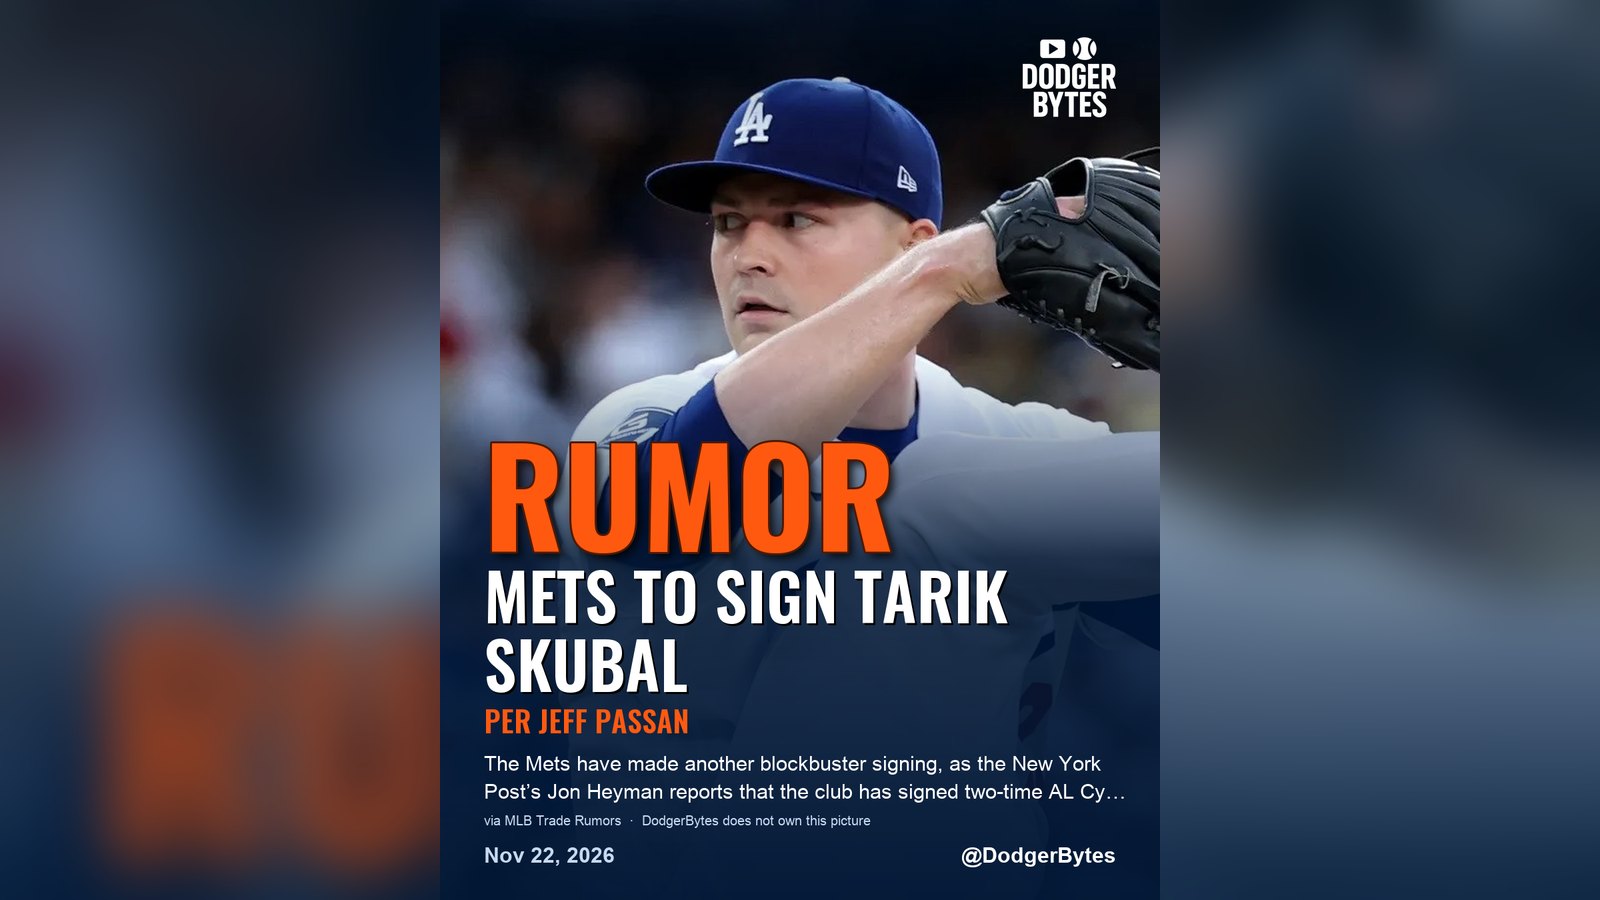 DODGER
BYTES
LA
RUMOR
METS TO SIGN TARIK
SKUBAL
PER JEFF PASSAN
The Mets have made another blockbuster signing, as the New York
Post’s Jon Heyman reports that the club has signed two-time AL Cy…
via MLB Trade Rumors · DodgerBytes does not own this picture
Nov 22, 2026
@DodgerBytes